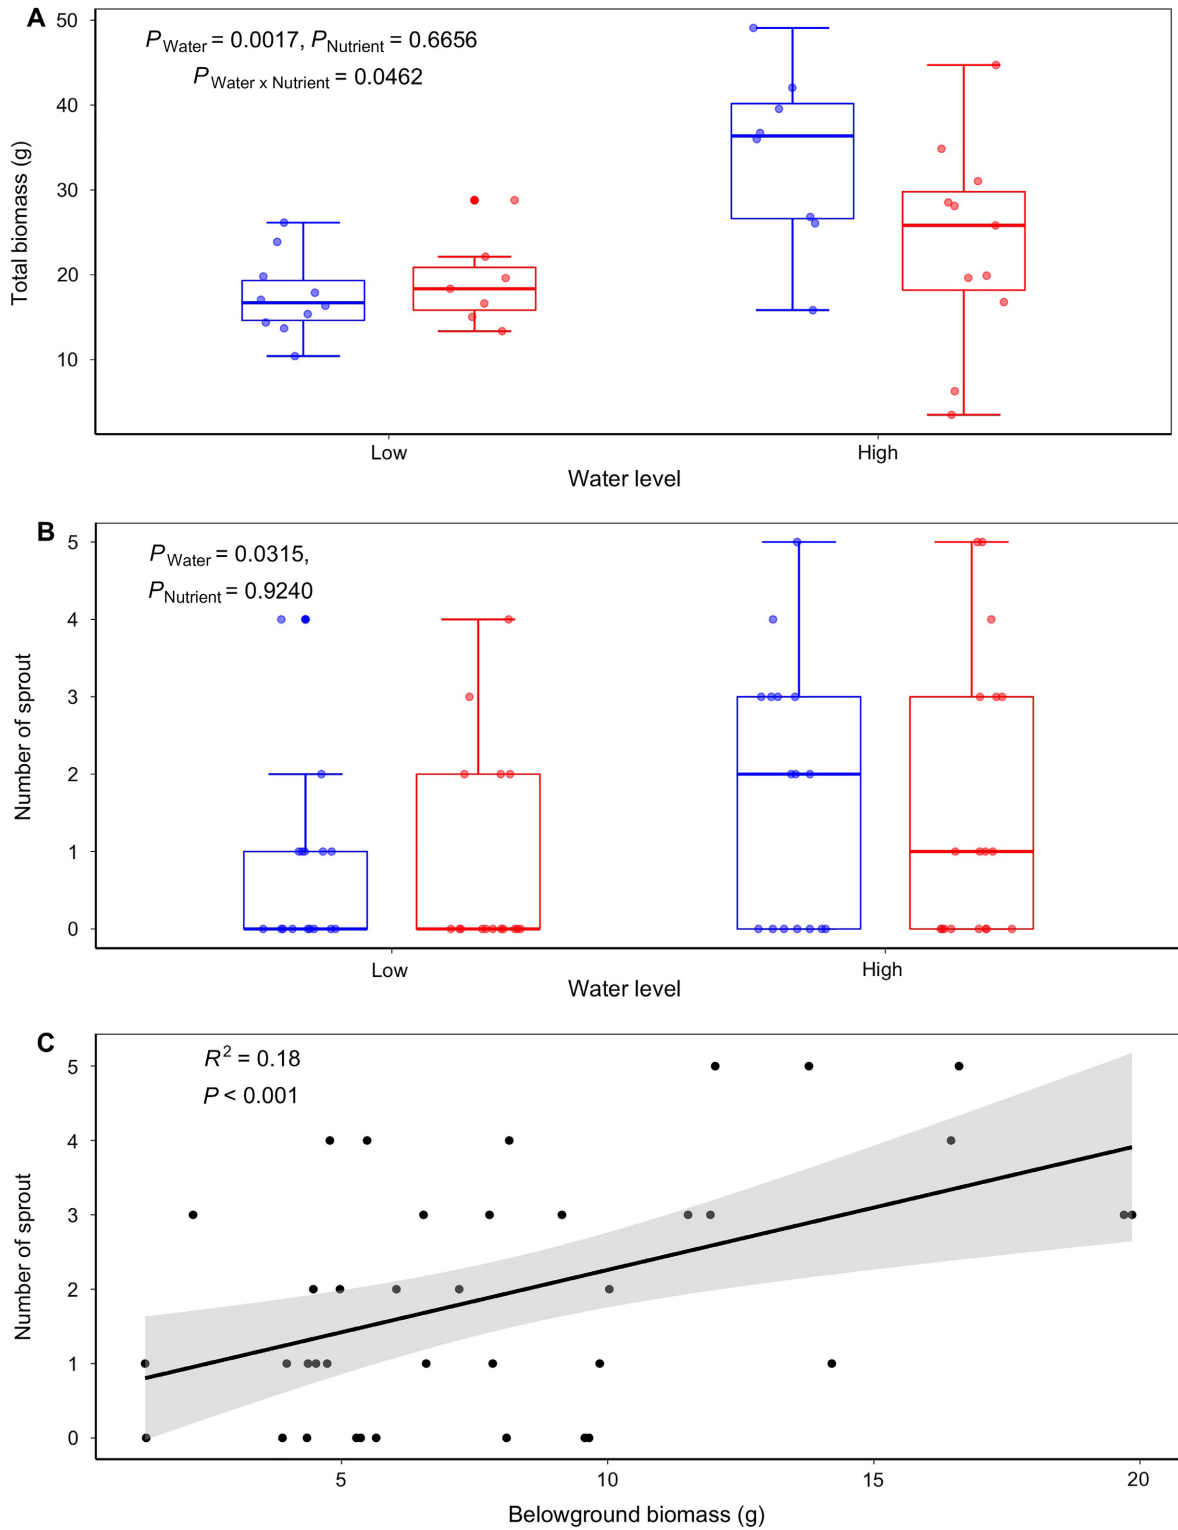 A
P Water = 0.0017, P Nutrient = 0.6656
P Water x Nutrient = 0.0462
Total biomass (g)
50
40
30
20
10
Low
High
Water level
B
P Water = 0.0315,
P Nutrient = 0.9240
Number of sprout
5
4
3
2
1
0
Low
High
Water level
C
R² = 0.18
P < 0.001
Number of sprout
5
4
3
2
1
0
5
10
15
20
Belowground biomass (g)